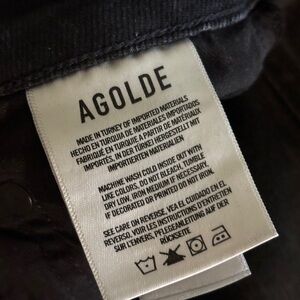 AGOLDE
MADE IN TURKEY OF IMPORTED MATERIALS
HECHO EN TURQUIA DE MATERIALES IMPORTADOS
FABRIQUÉ EN TURQUIE A PARTIR DE MATÉRIAUX
IMPORTÉS, IN DER TÜRKEI HERGESTELLT MIT
IMPORTIERTEN MATERIALIEN
MACHINE WASH COLD INSIDE OUT WITH
LIKE COLORS, DO NOT BLEACH, TUMBLE
DRY LOW. IRON MEDIUM IF NECESSARY,
IF DECORATED OR PRINTED DO NOT IRON.
SEE CARE ON REVERSE, VEA EL CUIDADO EN EL
REVERSO, VOIR LES INSTRUCTIONS D'ENTRETIEN
SUR L'ENVERS, PFLEGEANLEITUNG AUF DER
RÜCKSEITE